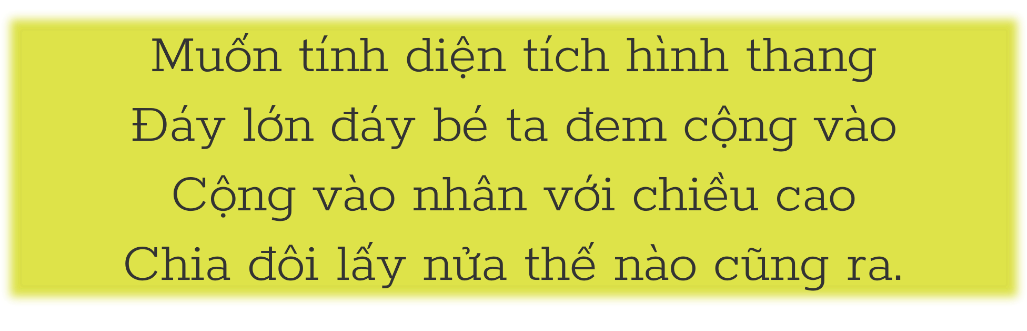 Muốn tính diện tích hình thang
Đáy lớn đáy bé ta đem cộng vào
Cộng vào nhân với chiều cao
Chia đôi lấy nửa thế nào cũng ra.